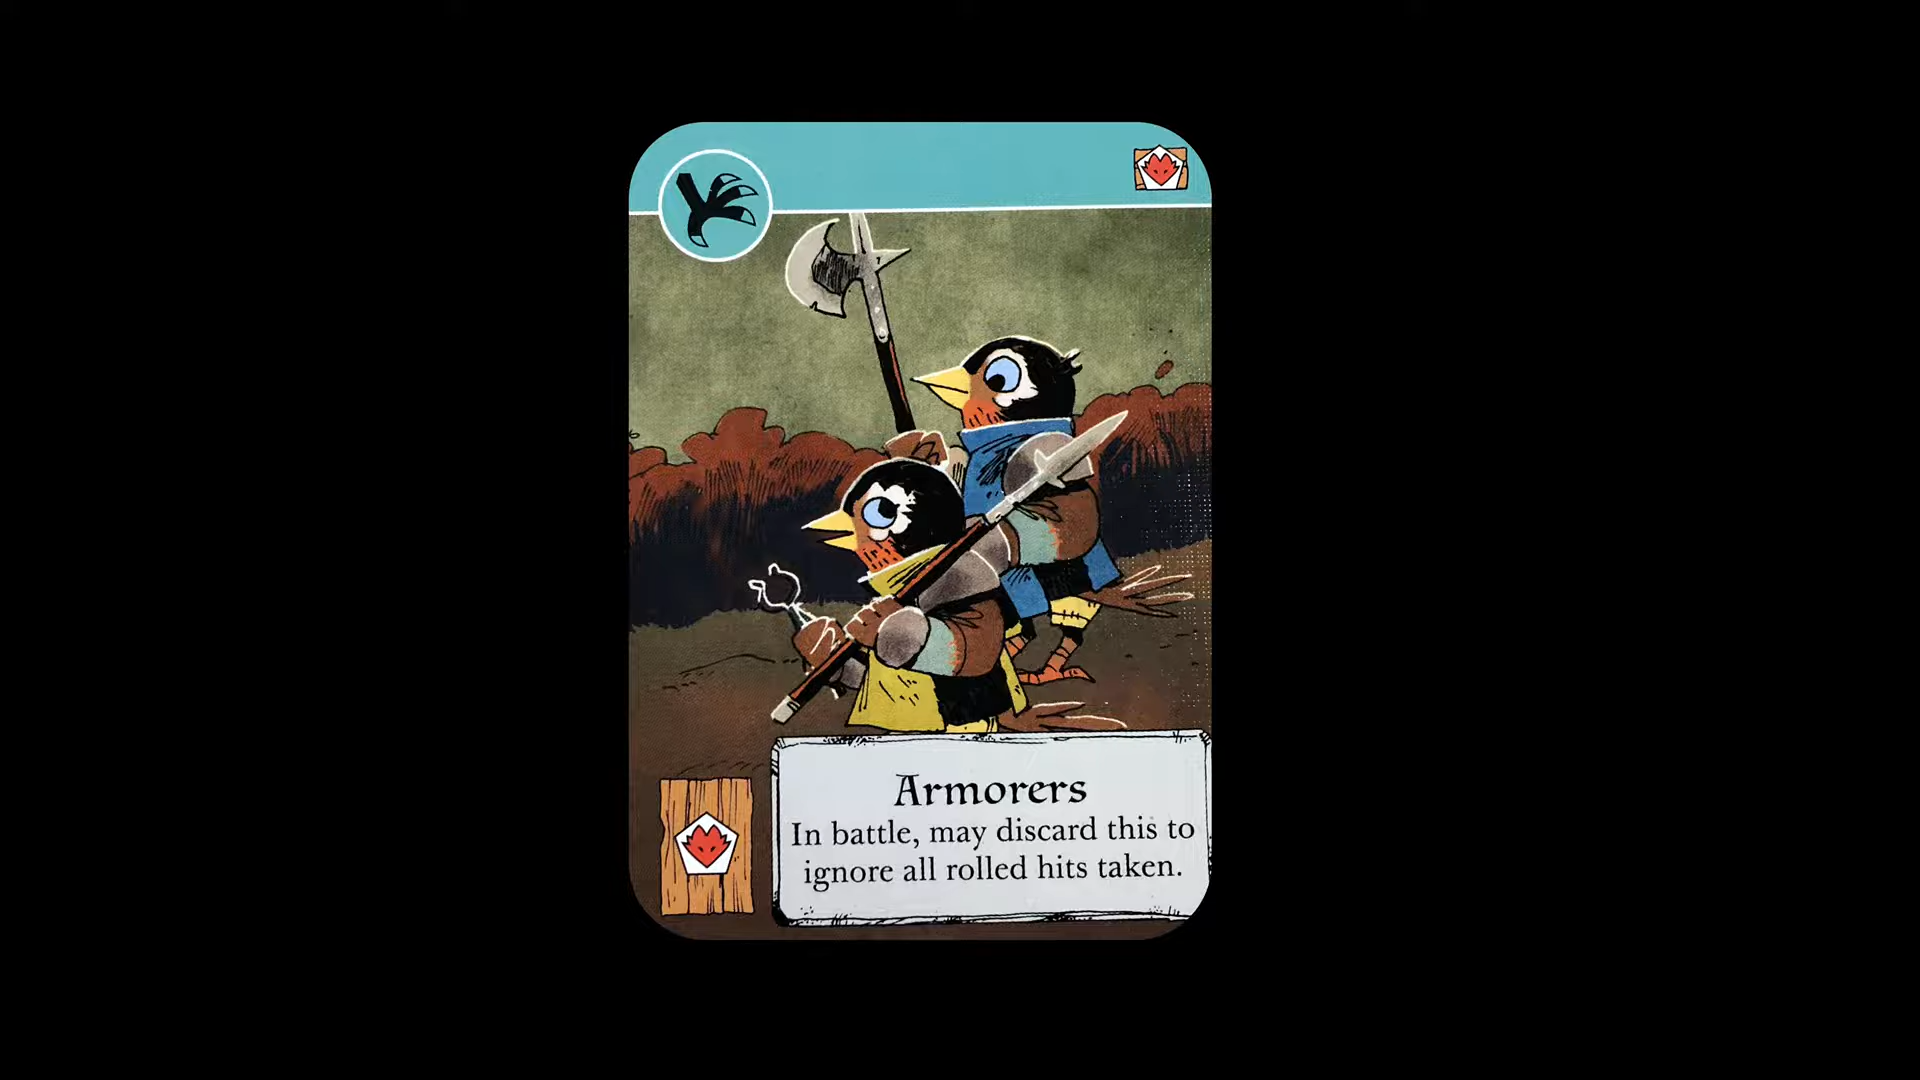 Armorers
In battle, may discard this to
ignore all rolled hits taken.